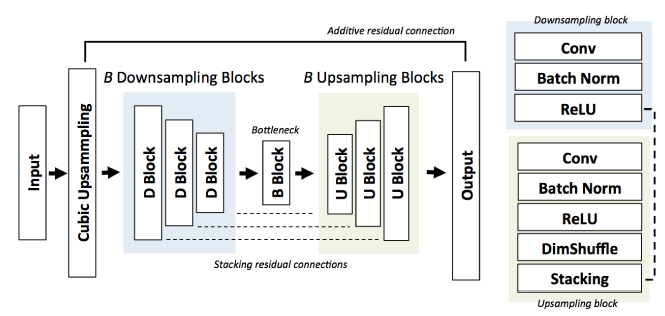 Additive residual connection
B Downsampling Blocks
B Upsampling Blocks
Input
Cubic Upsammpling
D Block
D Block
D Block
Bottleneck
B Block
U Block
U Block
U Block
Output
Stacking residual connections
Downsampling block
Conv
Batch Norm
ReLU
Conv
Batch Norm
ReLU
DimShuffle
Stacking
Upsampling block